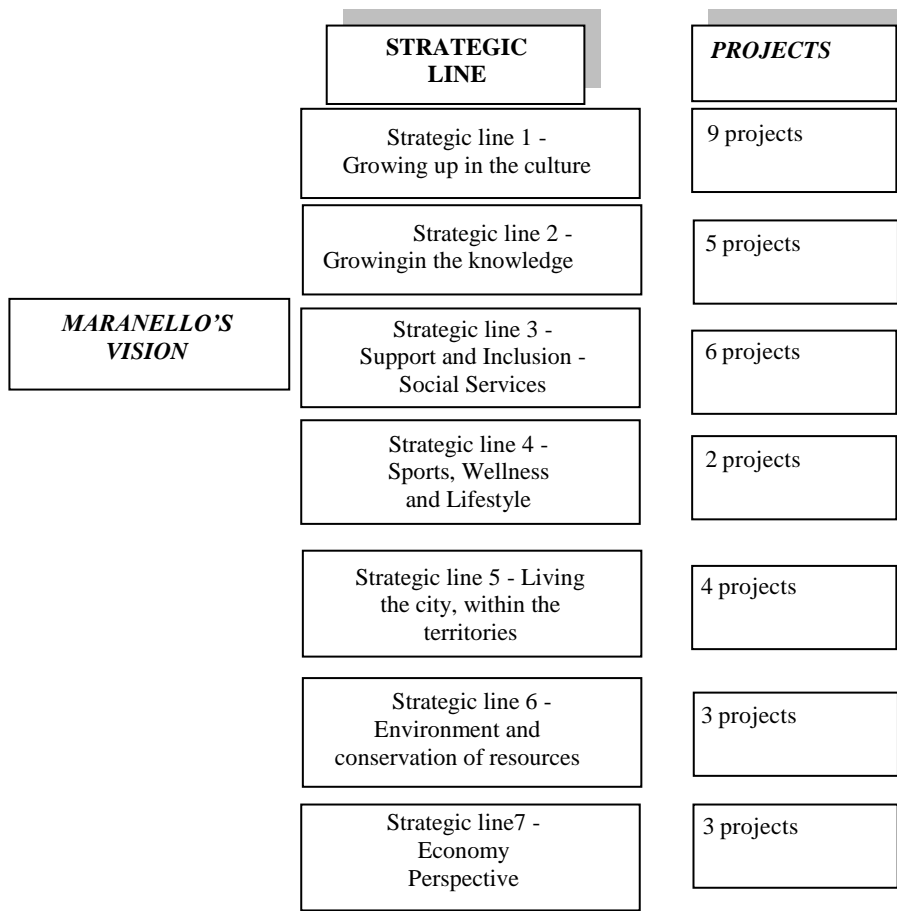 STRATEGIC
LINE
PROJECTS
Strategic line 1 -
Growing up in the culture
9 projects
Strategic line 2 -
Growingin the knowledge
5 projects
MARANELLO'S
VISION
Strategic line 3 -
Support and Inclusion -
Social Services
6 projects
Strategic line 4 -
Sports, Wellness
and Lifestyle
2 projects
Strategic line 5 - Living
the city, within the
territories
4 projects
Strategic line 6 -
Environment and
conservation of resources
3 projects
Strategic line7 -
Economy
Perspective
3 projects